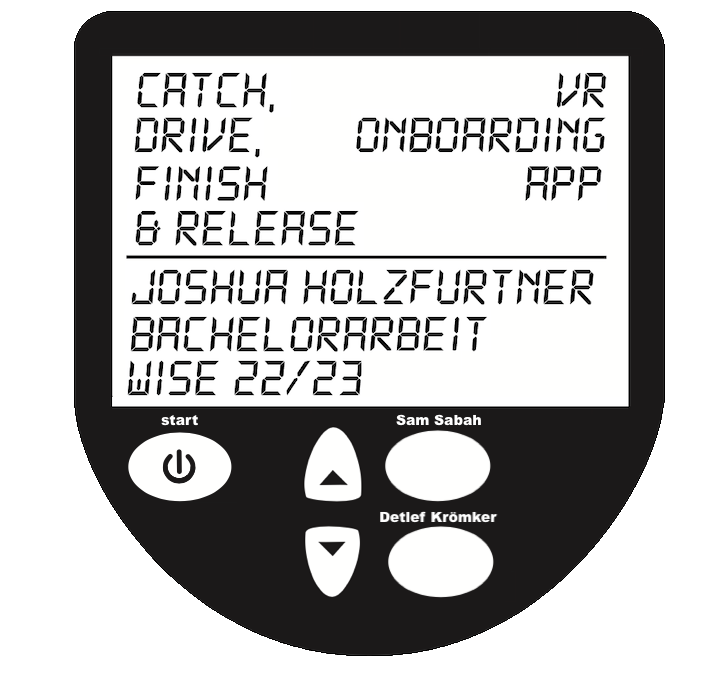 CATCH, VR
DRIVE, ONBOARDING
FINISH APP
& RELEASE
JOSHUA HOLZFURTNER
BACHELORARBEIT
WISE 22/23
start
Sam Sabah
Detlef Krömker